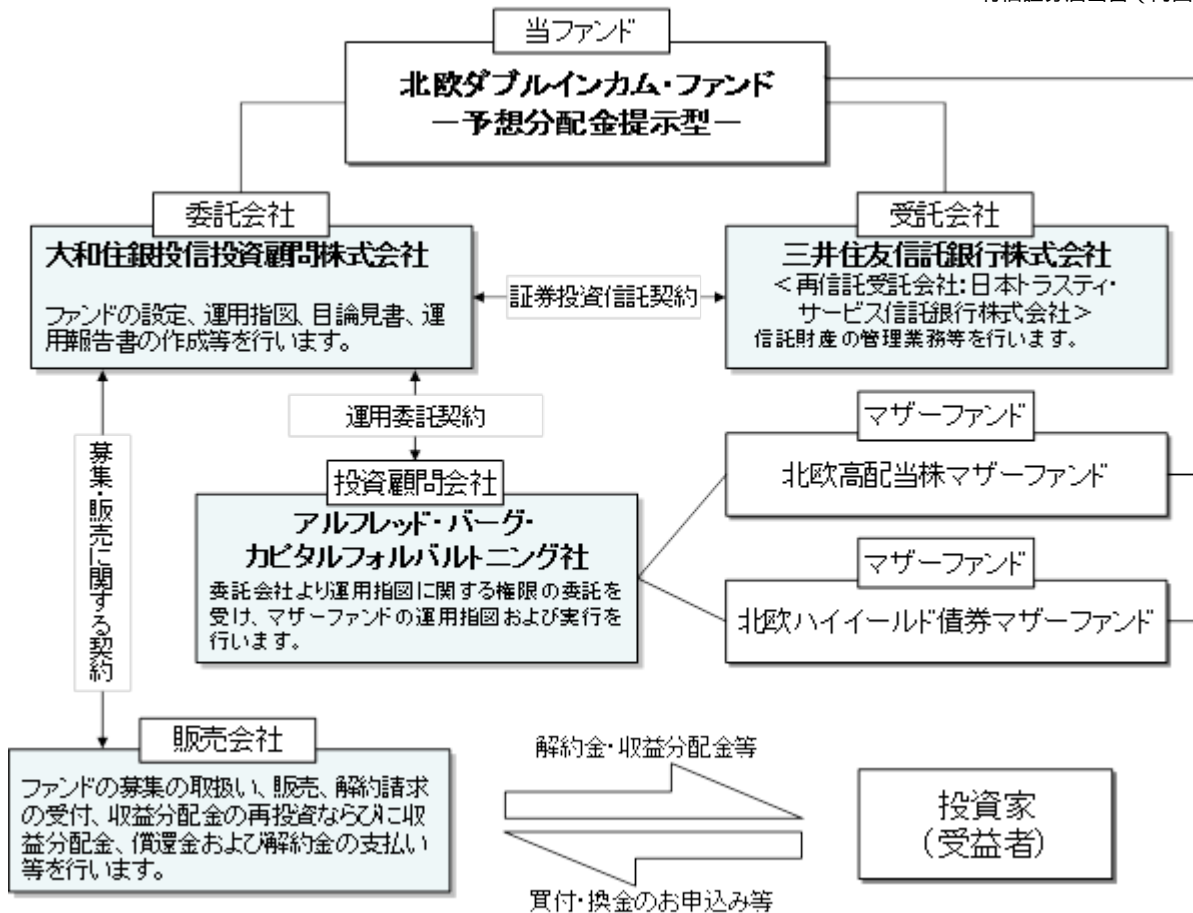 当ファンド
北欧ダブルインカム・ファンド
―予想分配金提示型―
委託会社
大和住銀投信投資顧問株式会社
ファンドの設定、運用指図、目論見書、運
用報告書の作成等を行います。
証券投資信託契約
受託会社
三井住友信託銀行株式会社
＜再信託受託会社：日本トラスティ・
サービス信託銀行株式会社＞
信託財産の管理業務等を行います。
運用委託契約
募集・販売に関する契約
投資顧問会社
アルフレッド・バーグ・
カピタルフォルバルトニング社
委託会社より運用指図に関する権限の委託を
受け、マザーファンドの運用指図および実行を
行います。
マザーファンド
北欧高配当株マザーファンド
マザーファンド
北欧ハイイールド債券マザーファンド
販売会社
ファンドの募集の取扱い、販売、解約請求
の受付、収益分配金の再投資ならびに収
益分配金、償還金および解約金の支払い
等を行います。
解約金・収益分配金等
買付・換金のお申込み等
投資家
（受益者）